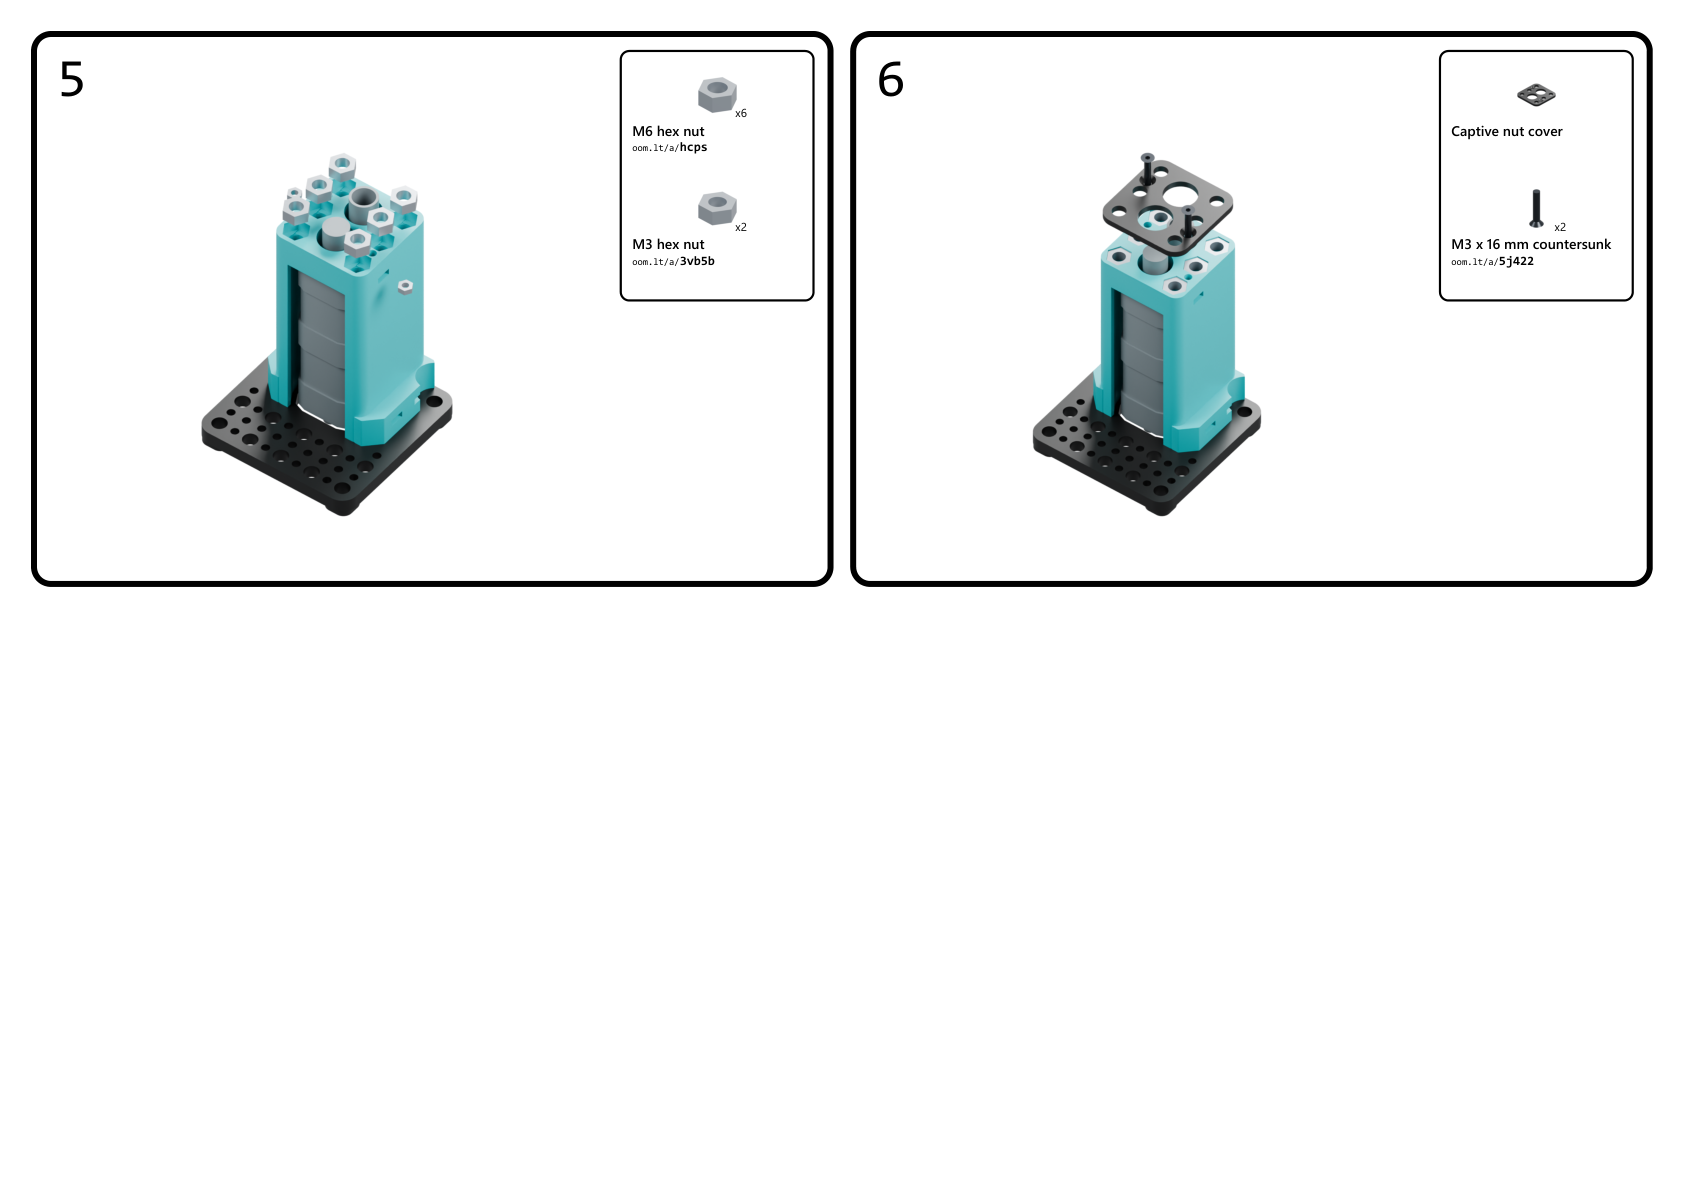 5
x6
M6 hex nut
oom.lt/a/hcps
x2
M3 hex nut
oom.lt/a/3vb5b
6
Captive nut cover
x2
M3 x 16 mm countersunk
oom.lt/a/5j422